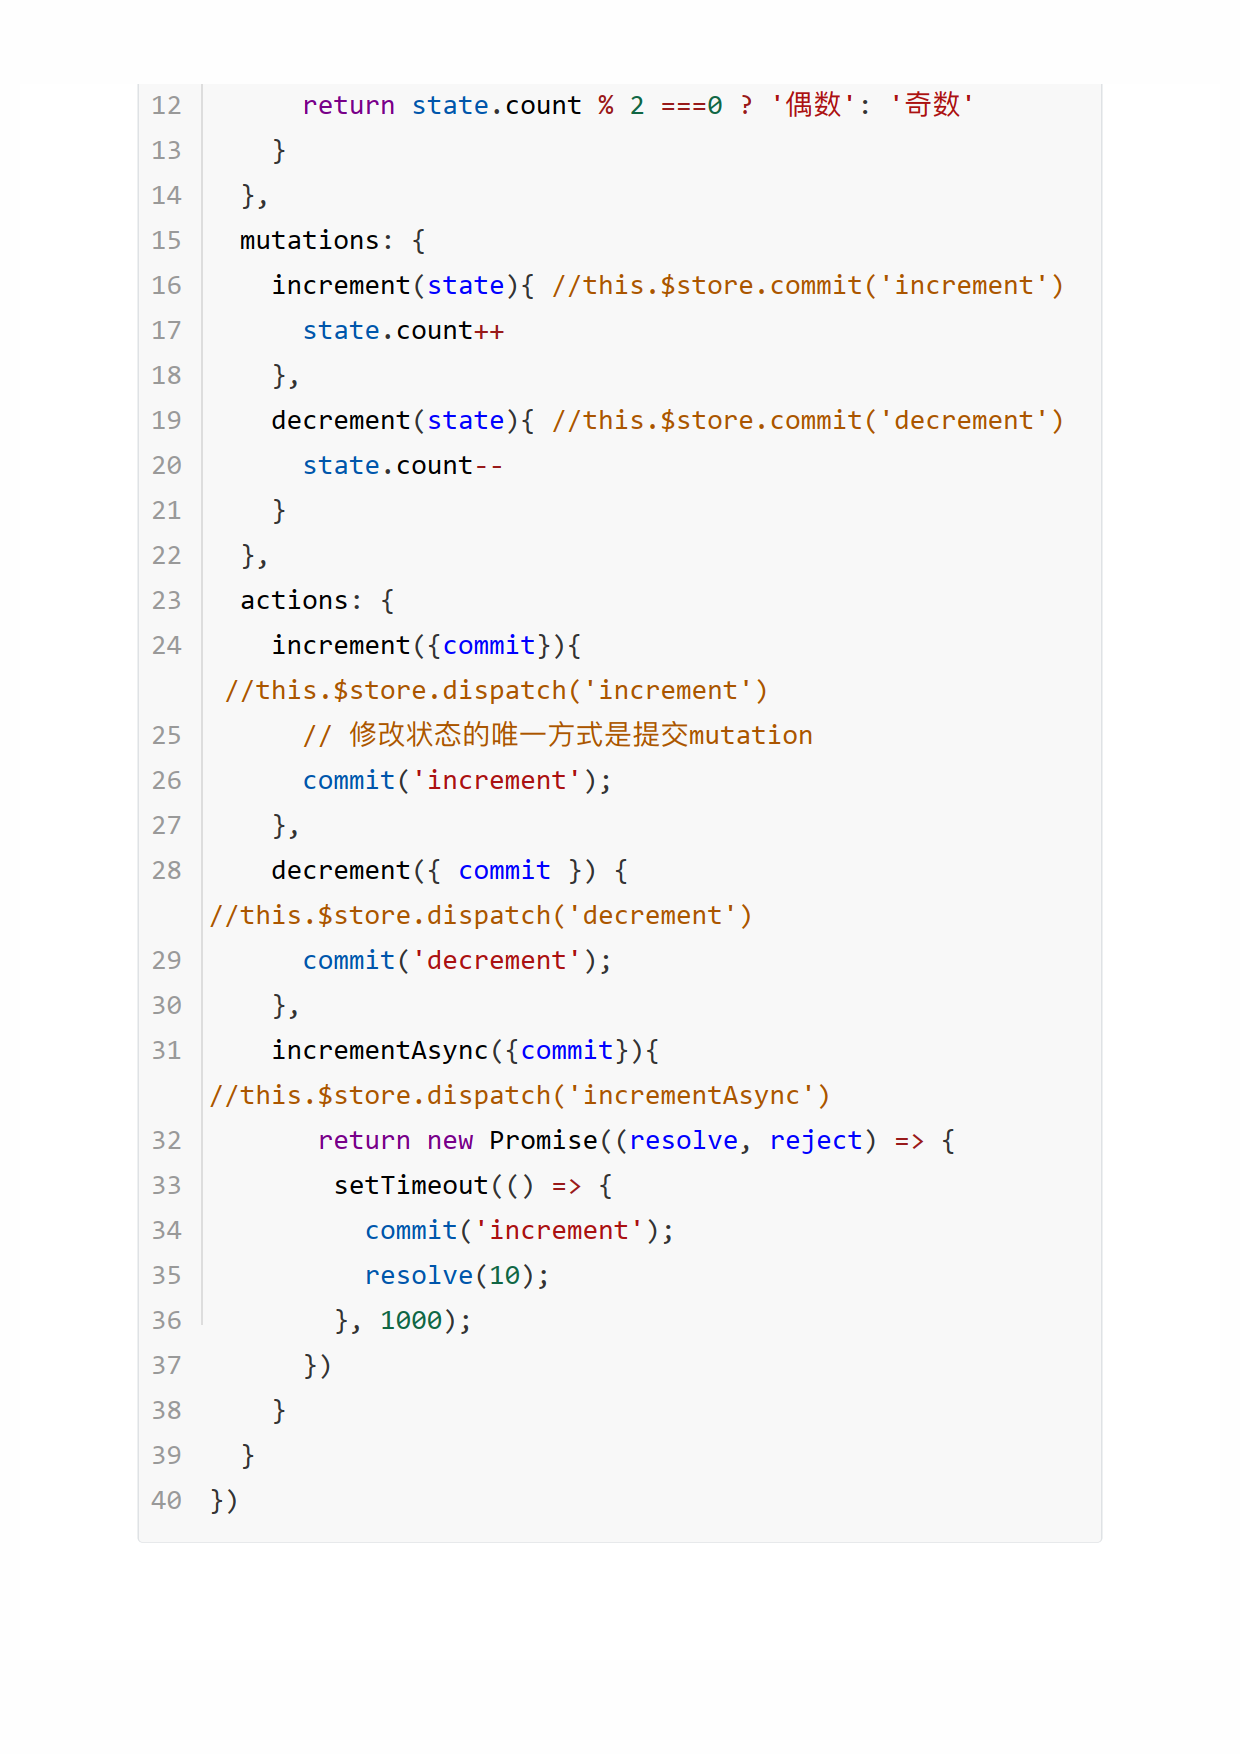 12 return state.count % 2 ===0 ? '偶数': '奇数'
13 }
14 },
15 mutations: {
16 increment(state){ //this.$store.commit('increment')
17 state.count++
18 },
19 decrement(state){ //this.$store.commit('decrement')
20 state.count--
21 }
22 },
23 actions: {
24 increment({commit}){
//this.$store.dispatch('increment')
25 // 修改状态的唯一方式是提交mutation
26 commit('increment');
27 },
28 decrement({ commit }) {
//this.$store.dispatch('decrement')
29 commit('decrement');
30 },
31 incrementAsync({commit}){
//this.$store.dispatch('incrementAsync')
32 return new Promise((resolve, reject) => {
33 setTimeout(() => {
34 commit('increment');
35 resolve(10);
36 }, 1000);
37 })
38 }
39 }
40 })